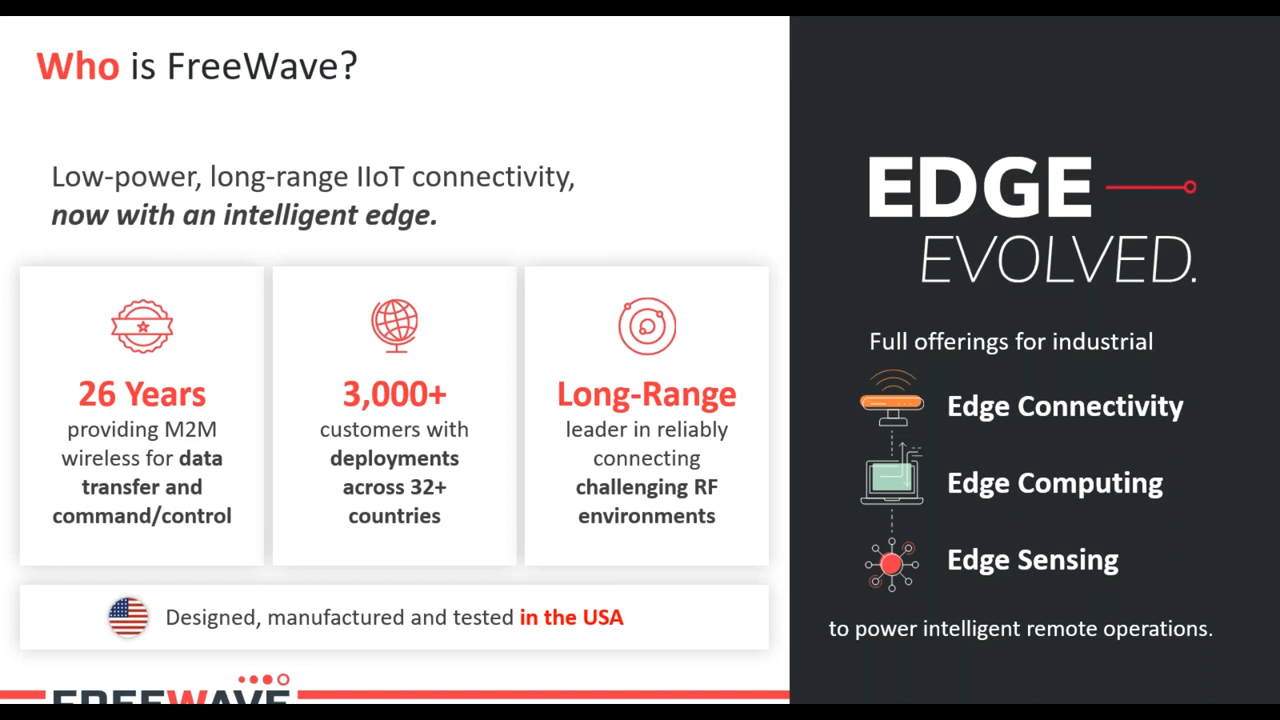 Who is FreeWave?
Low-power, long-range IIoT connectivity,
now with an intelligent edge.
26 Years
providing M2M
wireless for data
transfer and
command/control
3,000+
customers with
deployments
across 32+
countries
Long-Range
leader in reliably
connecting
challenging RF
environments
Designed, manufactured and tested in the USA
FREEWAVE
EDGE
EVOLVED.
Full offerings for industrial
Edge Connectivity
Edge Computing
Edge Sensing
to power intelligent remote operations.